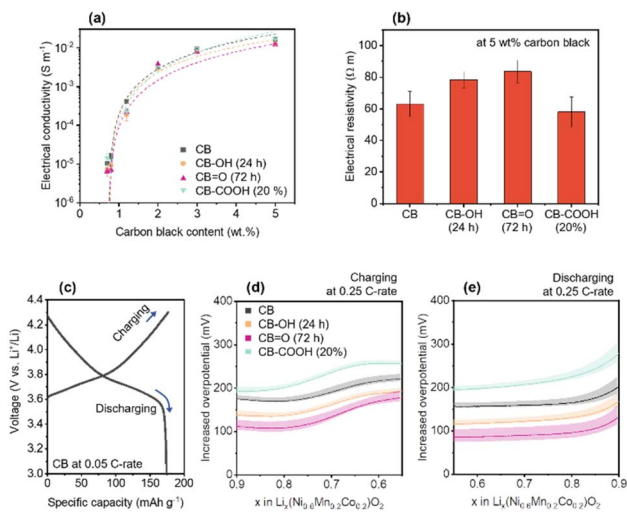 (a)
Electrical conductivity (S m⁻¹)
10⁻²
10⁻³
10⁻⁴
10⁻⁵
10⁻⁶
CB
CB-OH (24 h)
CB=O (72 h)
CB-COOH (20 %)
0 1 2 3 4 5
Carbon black content (wt.%)
(b)
at 5 wt% carbon black
Electrical resistivity (Ω m)
120
100
80
60
40
20
0
CB CB-OH CB=O CB-COOH
(24 h) (72 h) (20%)
(c)
Voltage (V vs. Li⁺/Li)
4.4
4.2
4.0
3.8
3.6
3.4
3.2
3.0
Charging
Discharging
CB at 0.05 C-rate
0 50 100 150 200
Specific capacity (mAh g⁻¹)
(d)
Charging
at 0.25 C-rate
Increased overpotential (mV)
400
300
200
100
0
CB
CB-OH (24 h)
CB=O (72 h)
CB-COOH (20%)
0.9 0.8 0.7 0.6
x in Liₓ(Ni₀.₆Mn₀.₂Co₀.₂)O₂
(e)
Discharging
at 0.25 C-rate
Increased overpotential (mV)
400
300
200
100
0
0.6 0.7 0.8 0.9
x in Liₓ(Ni₀.₆Mn₀.₂Co₀.₂)O₂